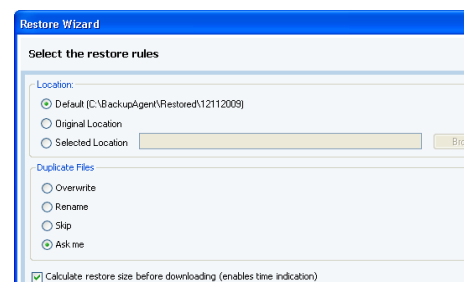 Restore Wizard
Select the restore rules
Location:
Default (C:\BackupAgent\Restored\12112009)
Original Location
Selected Location
Bro
Duplicate Files
Overwrite
Rename
Skip
Ask me
Calculate restore size before downloading (enables time indication)